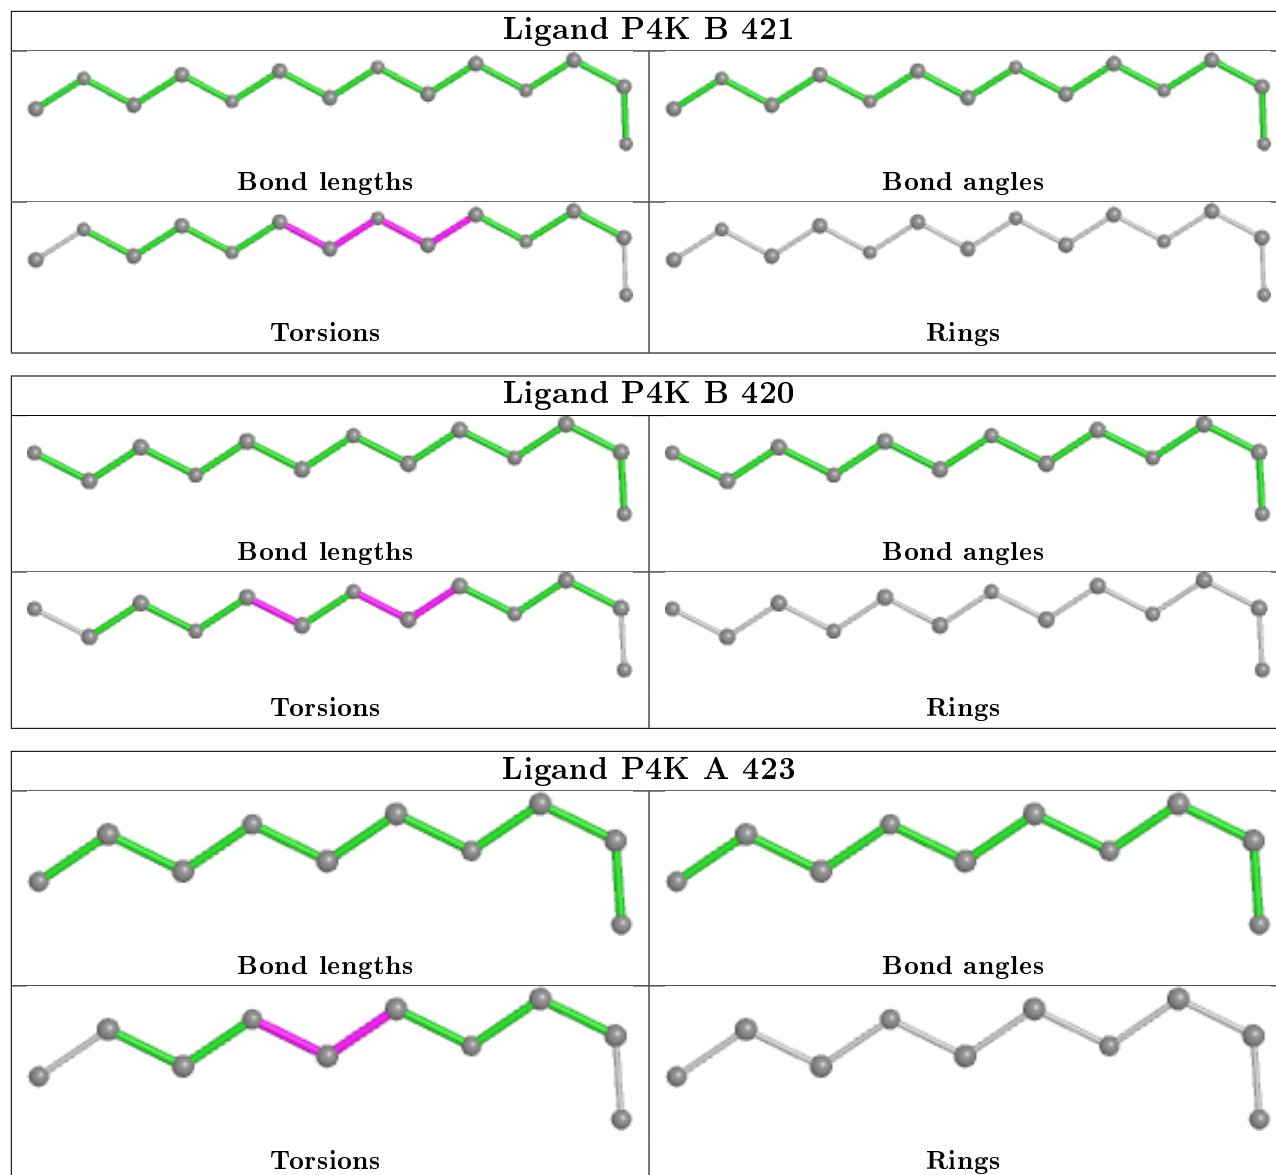 Ligand P4K B 421
Bond lengths
Bond angles
Torsions
Rings
Ligand P4K B 420
Bond lengths
Bond angles
Torsions
Rings
Ligand P4K A 423
Bond lengths
Bond angles
Torsions
Rings